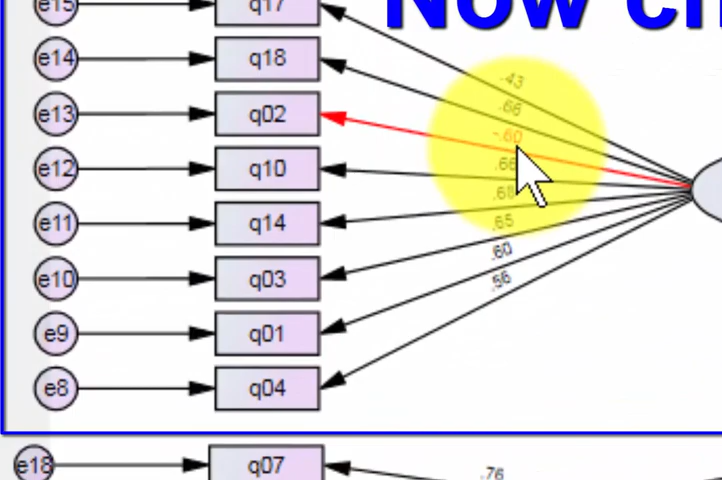 Now ch
e15 q17
e14 q18 .43
e13 q02 .66
-.60
e12 q10 .66
.68
e11 q14 .65
e10 q03 .60
.56
e9 q01
e8 q04
e18 q07 .76